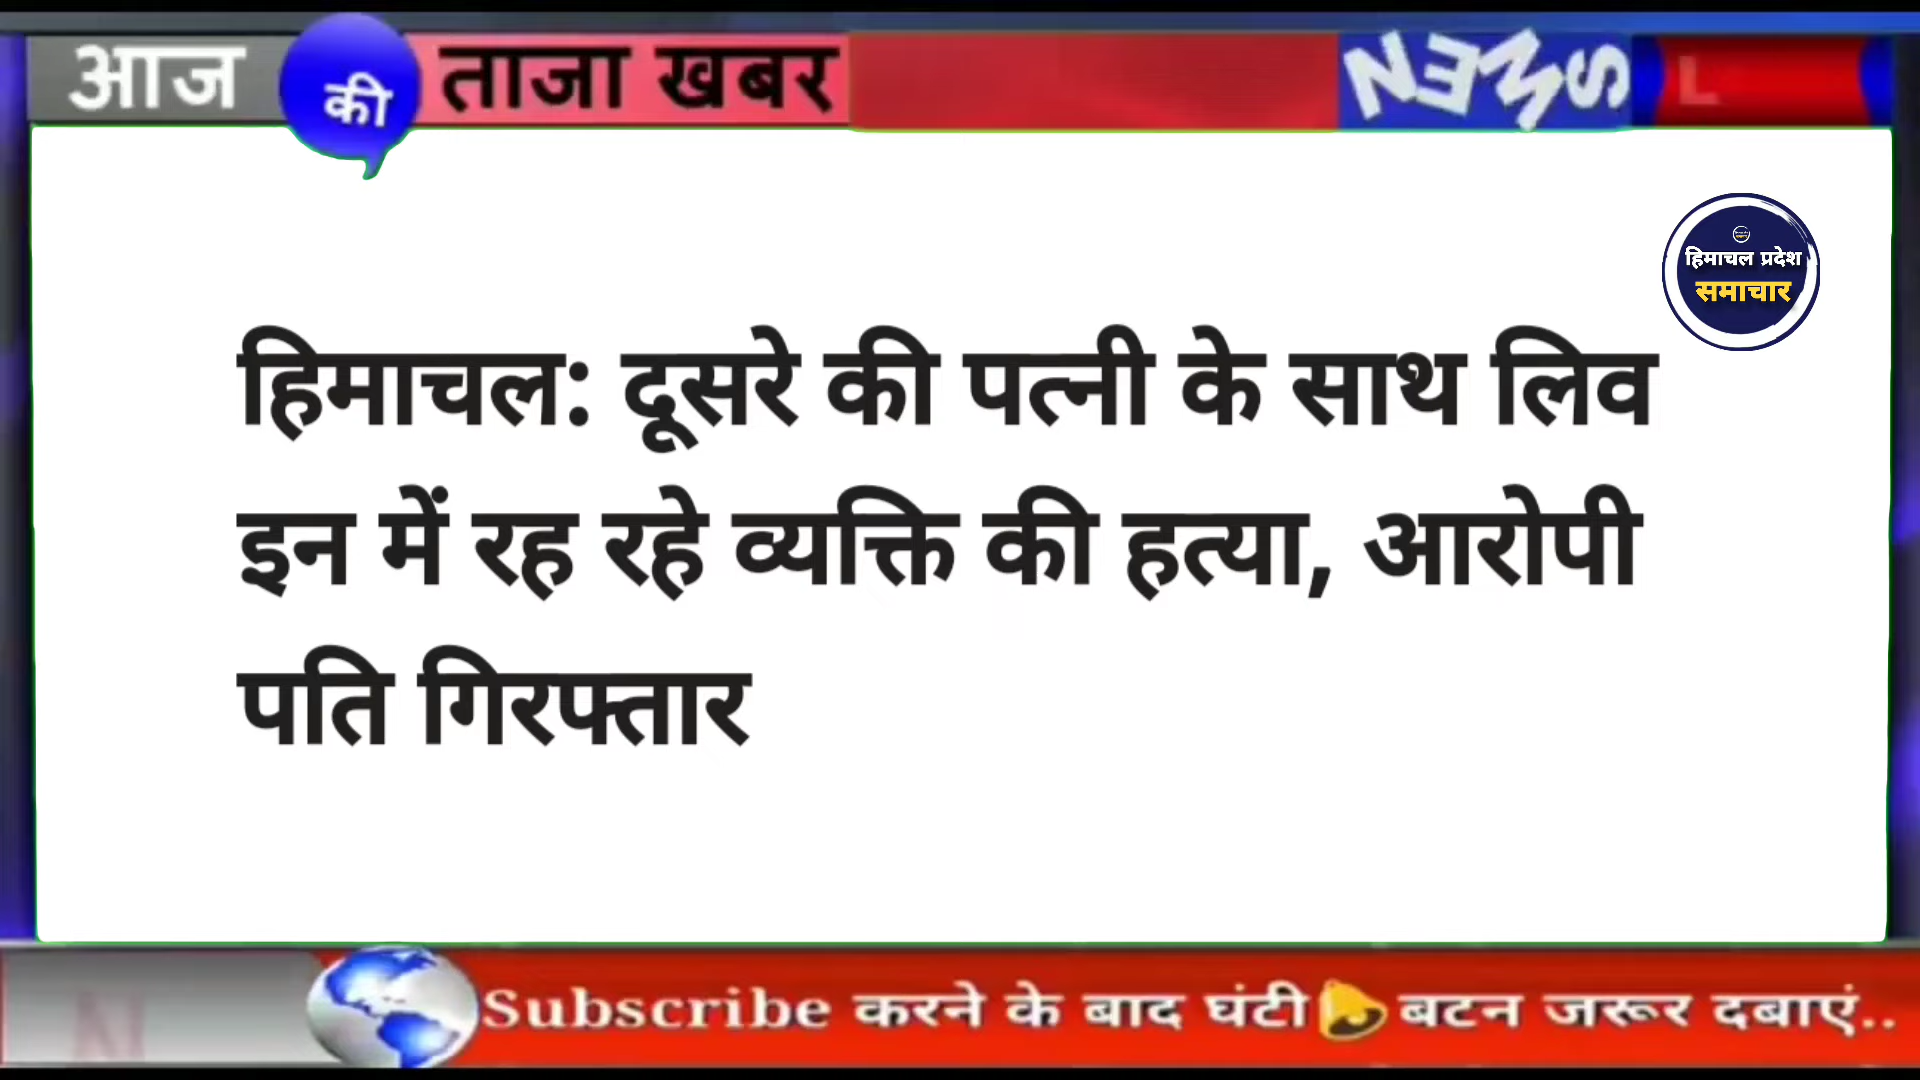 आज की ताजा खबर NEWS L
हिमाचल प्रदेश
समाचार
हिमाचल: दूसरे की पत्नी के साथ लिव
इन में रह रहे व्यक्ति की हत्या, आरोपी
पति गिरफ्तार
N Subscribe करने के बाद घंटी बटन जरूर दबाएं..